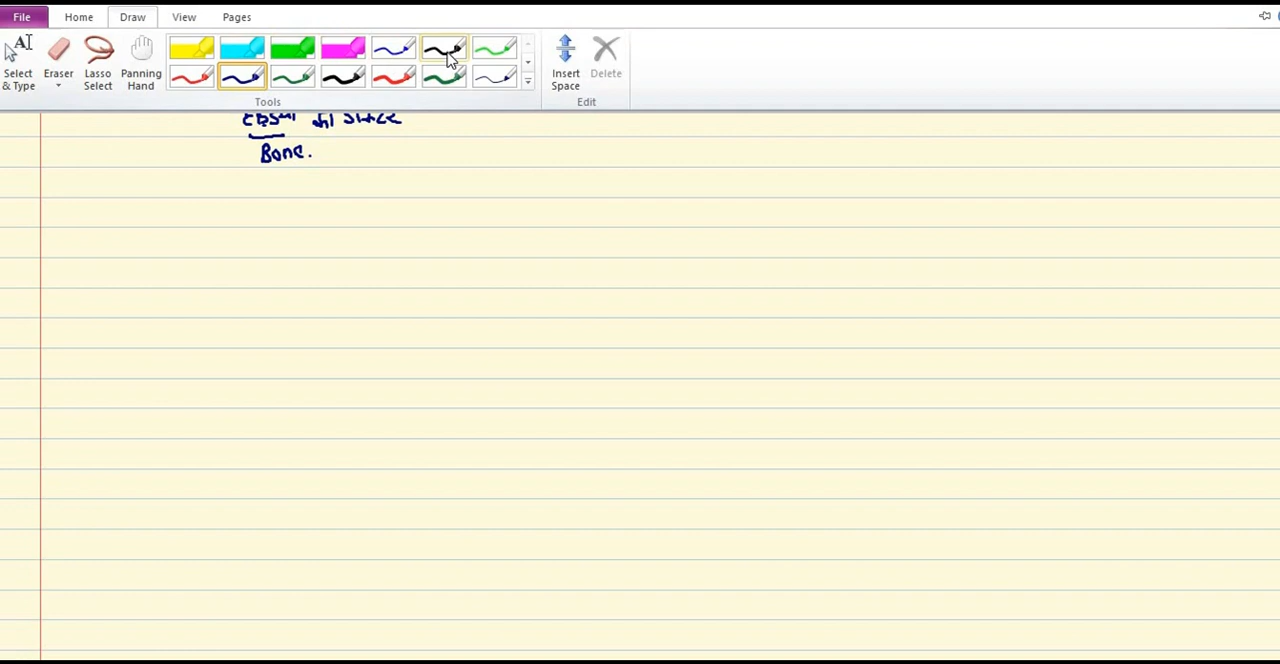 File Home Draw View Pages
Select & Type
Eraser
Lasso Select
Panning Hand
Insert Space
Delete
Tools
Edit
Bone.